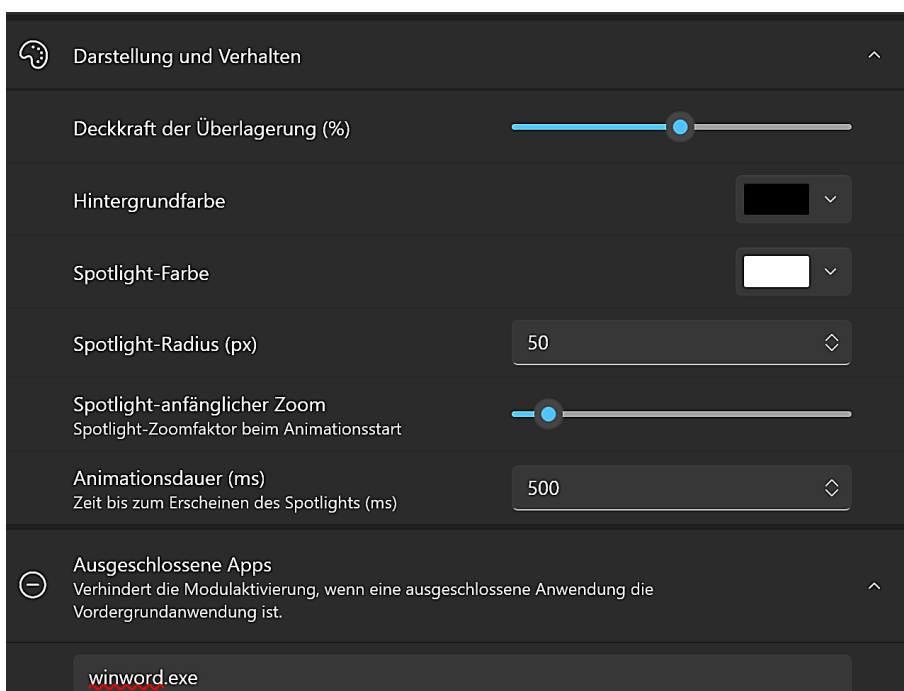 Darstellung und Verhalten
Deckkraft der Überlagerung (%)
Hintergrundfarbe
Spotlight-Farbe
Spotlight-Radius (px)
50
Spotlight-anfänglicher Zoom
Spotlight-Zoomfaktor beim Animationsstart
Animationsdauer (ms)
Zeit bis zum Erscheinen des Spotlights (ms)
500
Ausgeschlossene Apps
Verhindert die Modulaktivierung, wenn eine ausgeschlossene Anwendung die
Vordergrundanwendung ist.
winword.exe